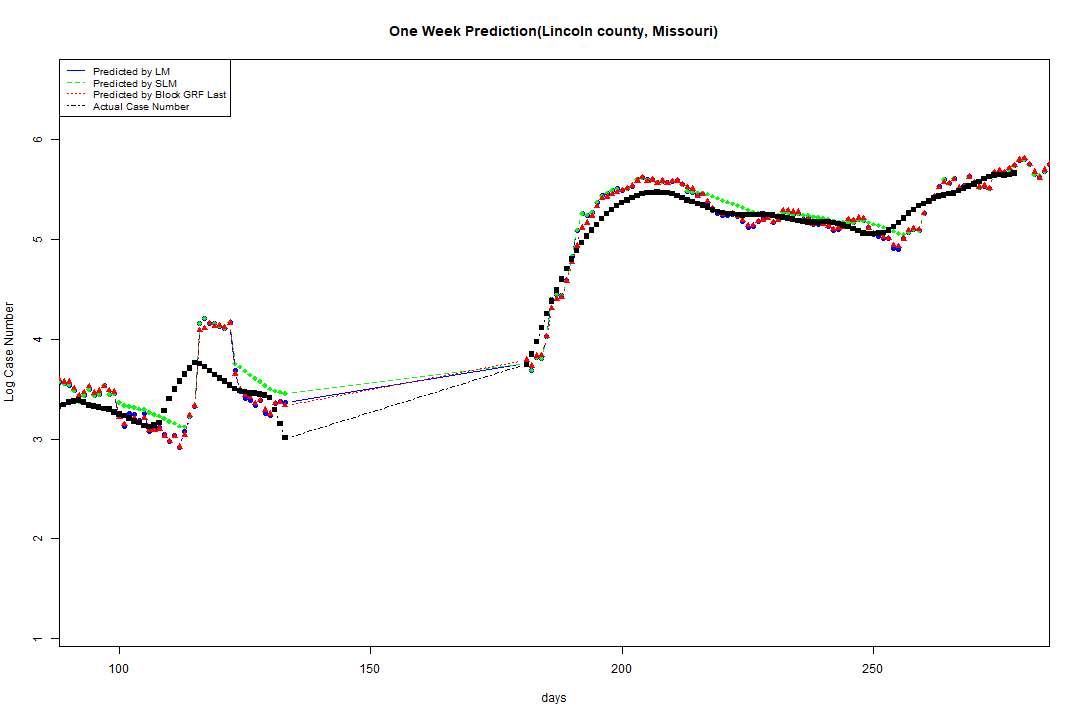 One Week Prediction(Lincoln county, Missouri)
Predicted by LM
Predicted by SLM
Predicted by Block GRF Last
Actual Case Number
6
5
4
3
2
1
Log Case Number
100 150 200 250
days